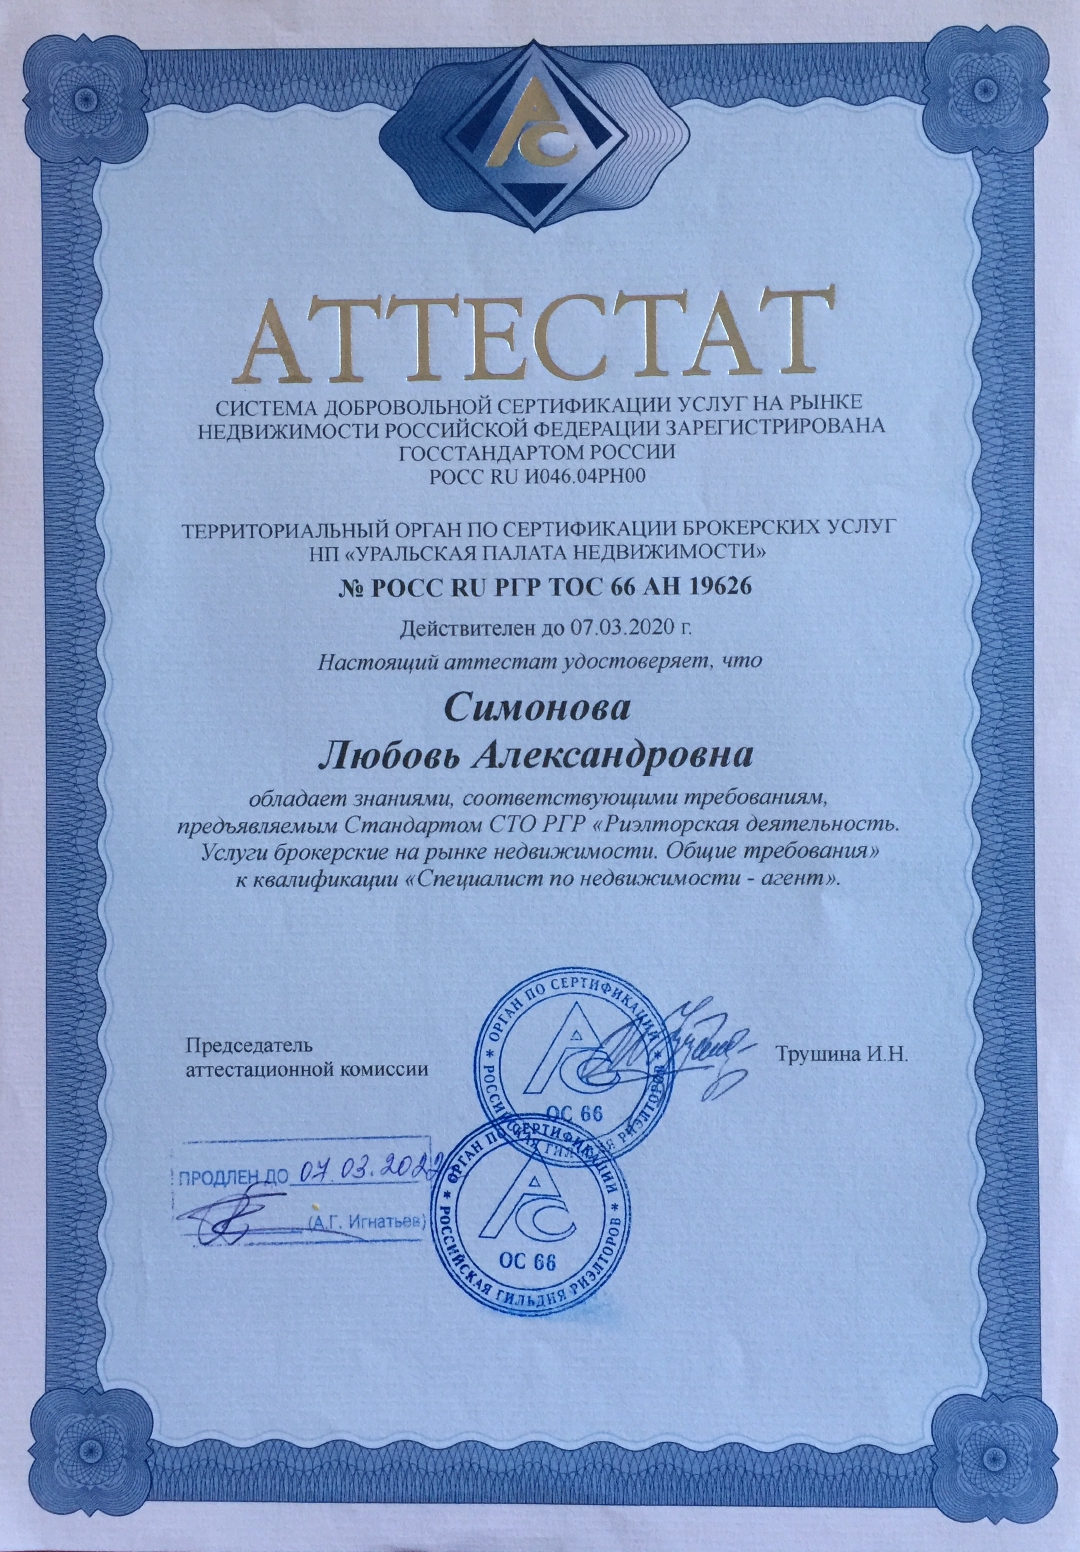 АТТЕСТАТ
СИСТЕМА ДОБРОВОЛЬНОЙ СЕРТИФИКАЦИИ УСЛУГ НА РЫНКЕ
НЕДВИЖИМОСТИ РОССИЙСКОЙ ФЕДЕРАЦИИ ЗАРЕГИСТРИРОВАНА
ГОССТАНДАРТОМ РОССИИ
РОСС RU И046.04РН00
ТЕРРИТОРИАЛЬНЫЙ ОРГАН ПО СЕРТИФИКАЦИИ БРОКЕРСКИХ УСЛУГ
НП «УРАЛЬСКАЯ ПАЛАТА НЕДВИЖИМОСТИ»
№ РОСС RU РГР ТОС 66 АН 19626
Действителен до 07.03.2020 г.
Настоящий аттестат удостоверяет, что
Симонова
Любовь Александровна
обладает знаниями, соответствующими требованиям,
предъявляемым Стандартом СТО РГР «Риэлторская деятельность.
Услуги брокерские на рынке недвижимости. Общие требования»
к квалификации «Специалист по недвижимости - агент».
Председатель
аттестационной комиссии
Трушина И.Н.
* ОРГАН ПО СЕРТИФИКАЦИИ * РОССИЙСКАЯ ГИЛЬДИЯ РИЭЛТОРОВ
ОС 66
ПРОДЛЕН ДО 07.03.2022
(А.Г. Игнатьев)
* ОРГАН ПО СЕРТИФИКАЦИИ * РОССИЙСКАЯ ГИЛЬДИЯ РИЭЛТОРОВ
ОС 66